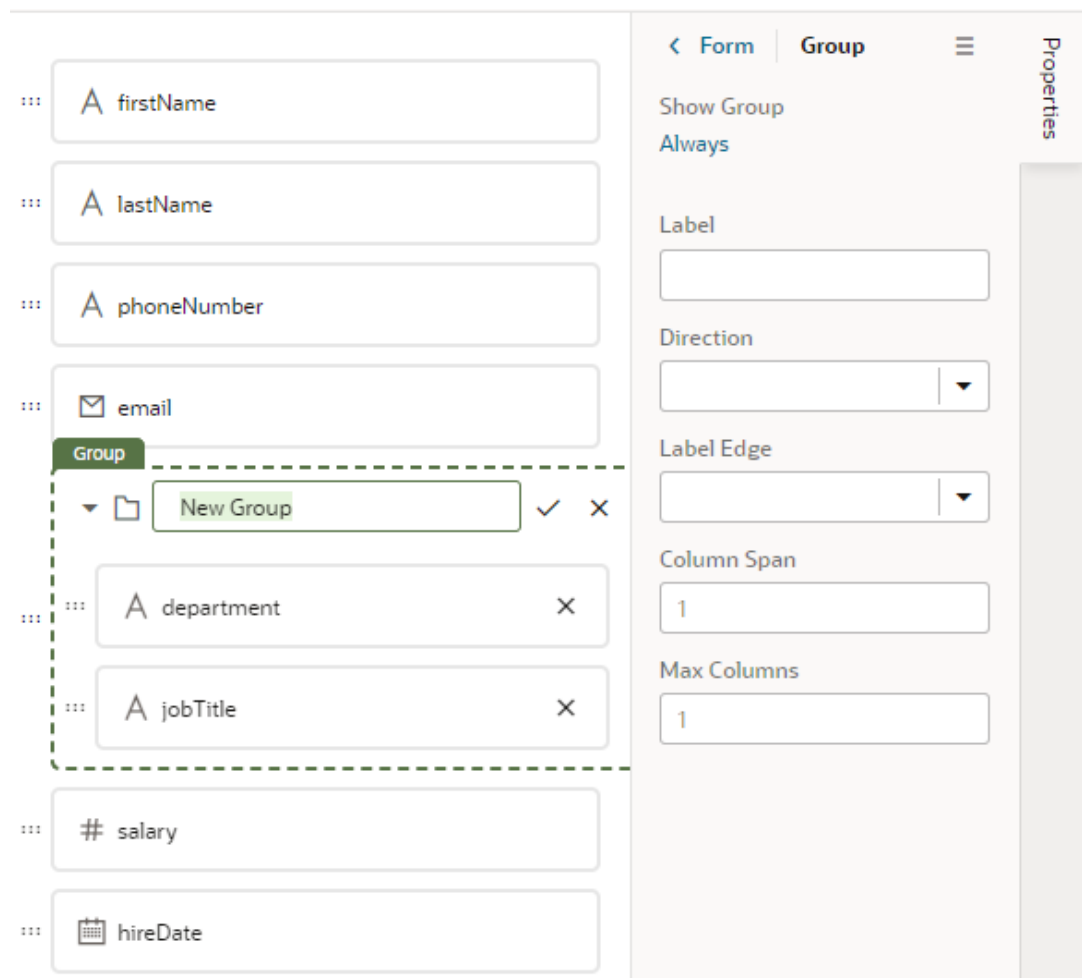 firstName
lastName
phoneNumber
email
Group
New Group
department
jobTitle
salary
hireDate
Form
Group
Show Group
Always
Label
Direction
Label Edge
Column Span
1
Max Columns
1
Properties